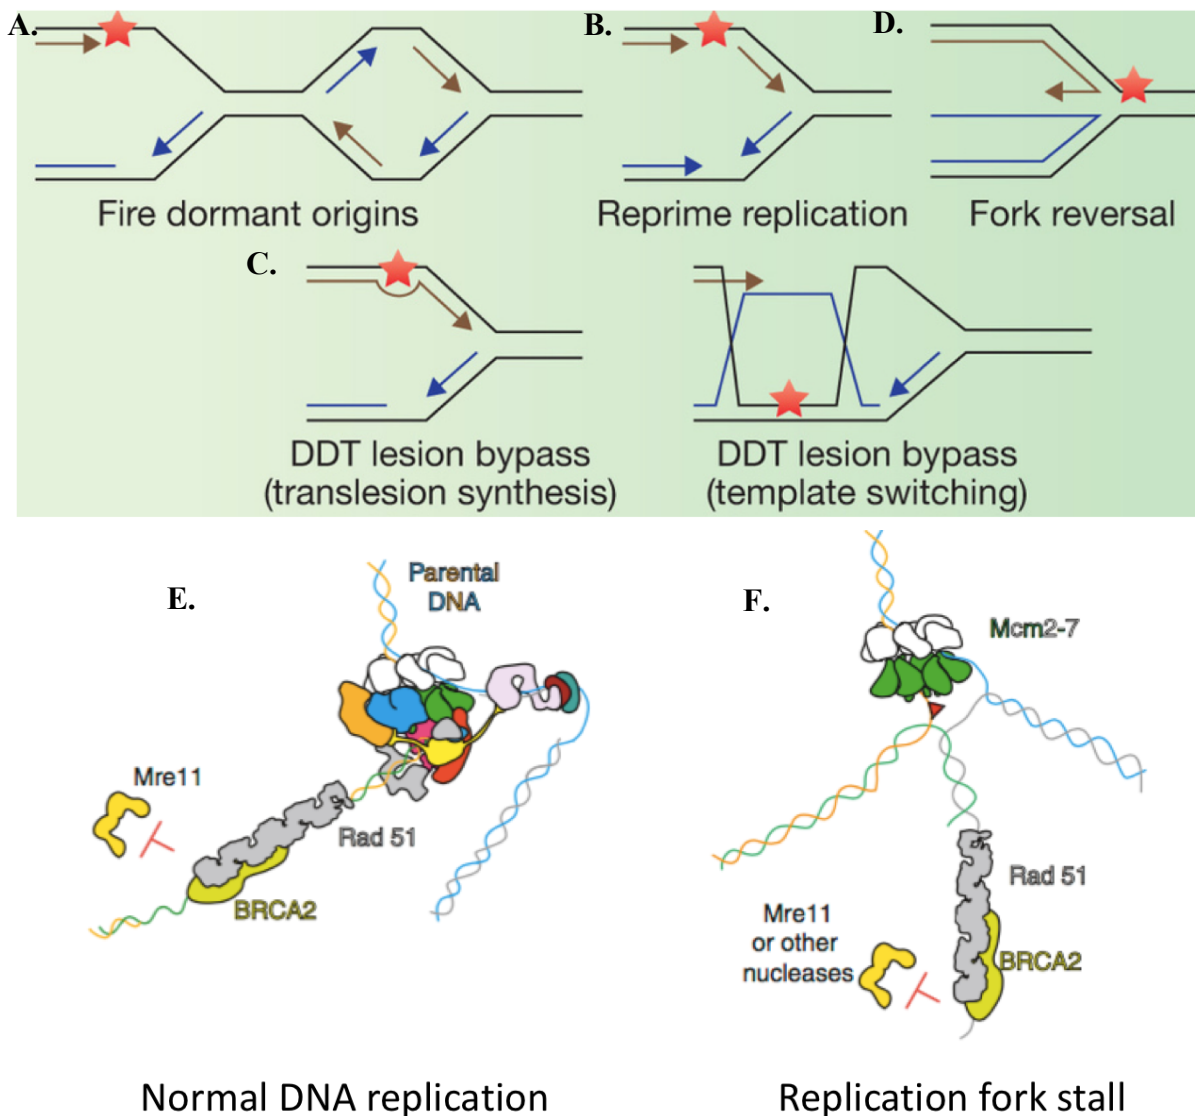 A.
B.
D.
Fire dormant origins
Reprime replication
Fork reversal
C.
DDT lesion bypass
(translesion synthesis)
DDT lesion bypass
(template switching)
E.
Parental
DNA
Mre11
Rad 51
BRCA2
F.
Mcm2-7
Rad 51
Mre11
or other
nucleases
BRCA2
Normal DNA replication
Replication fork stall